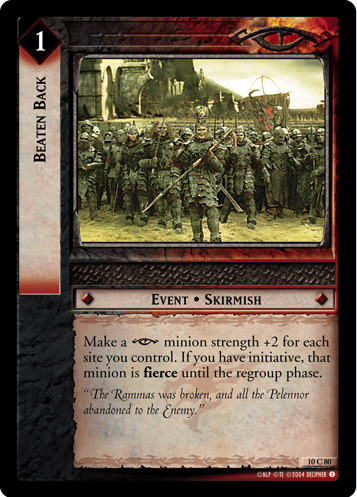 1
Beaten Back
Event • Skirmish
Make a minion strength +2 for each
site you control. If you have initiative, that
minion is fierce until the regroup phase.
"The Rammas was broken, and all the Pelennor
abandoned to the Enemy."
10 C 80
©NLP ©TE ©2004 DECIPHER